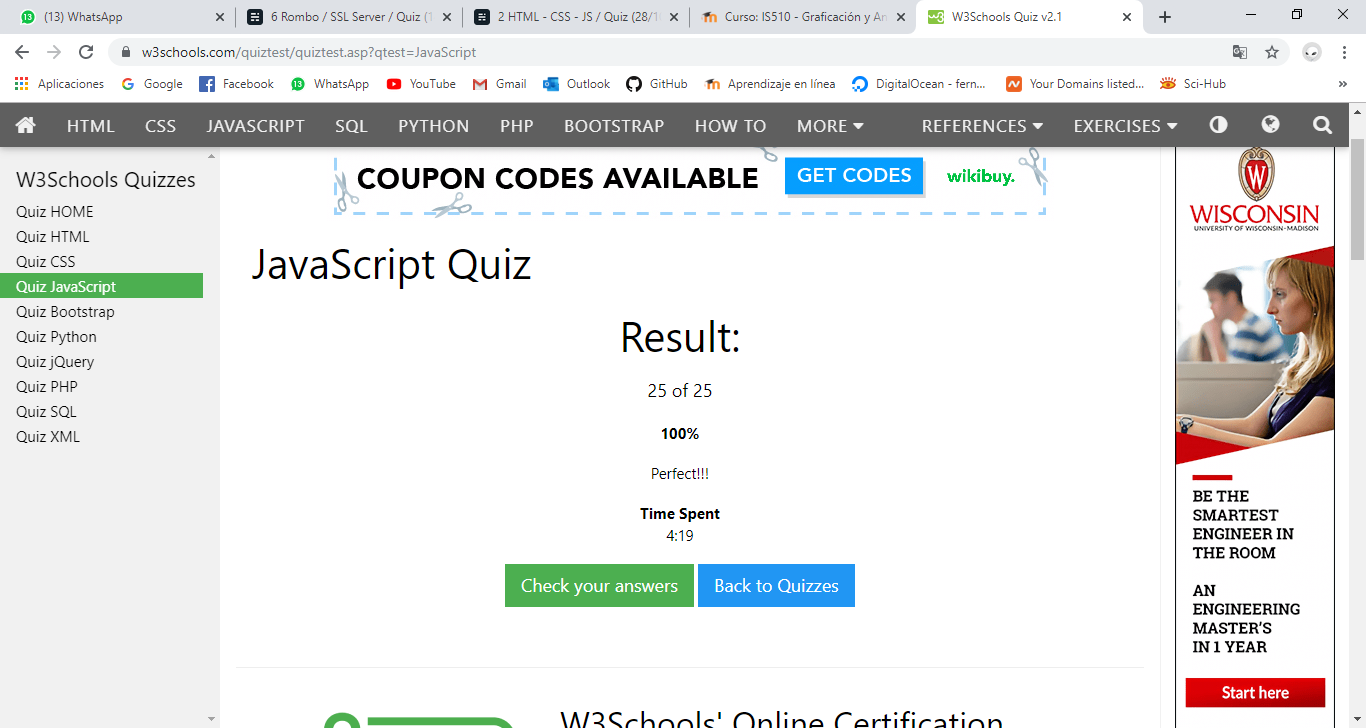 (13) WhatsApp
6 Rombo / SSL Server / Quiz (1
2 HTML - CSS - JS / Quiz (28/1
Curso: IS510 - Graficación y An
W3Schools Quiz v2.1
w3schools.com/quiztest/quiztest.asp?qtest=JavaScript
Aplicaciones Google Facebook 13 WhatsApp YouTube Gmail Outlook GitHub Aprendizaje en línea DigitalOcean - fern... Your Domains listed... Sci-Hub »
HTML CSS JAVASCRIPT SQL PYTHON PHP BOOTSTRAP HOW TO MORE REFERENCES EXERCISES
W3Schools Quizzes
Quiz HOME
Quiz HTML
Quiz CSS
Quiz JavaScript
Quiz Bootstrap
Quiz Python
Quiz jQuery
Quiz PHP
Quiz SQL
Quiz XML
COUPON CODES AVAILABLE GET CODES wikibuy.
JavaScript Quiz
Result:
25 of 25
100%
Perfect!!!
Time Spent
4:19
Check your answers Back to Quizzes
W3Schools' Online Certification
W
WISCONSIN
UNIVERSITY OF WISCONSIN-MADISON
BE THE
SMARTEST
ENGINEER IN
THE ROOM
AN
ENGINEERING
MASTER'S
IN 1 YEAR
Start here